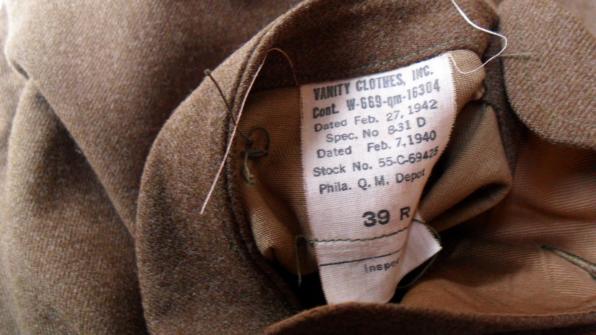 VANITY CLOTHES, INC.
Cont. W-669-qm-16304
Dated Feb. 27, 1942
Spec. No 8-31 D
Dated Feb. 7, 1940
Stock No. 55-C-69425
Phila. Q. M. Depot
39 R